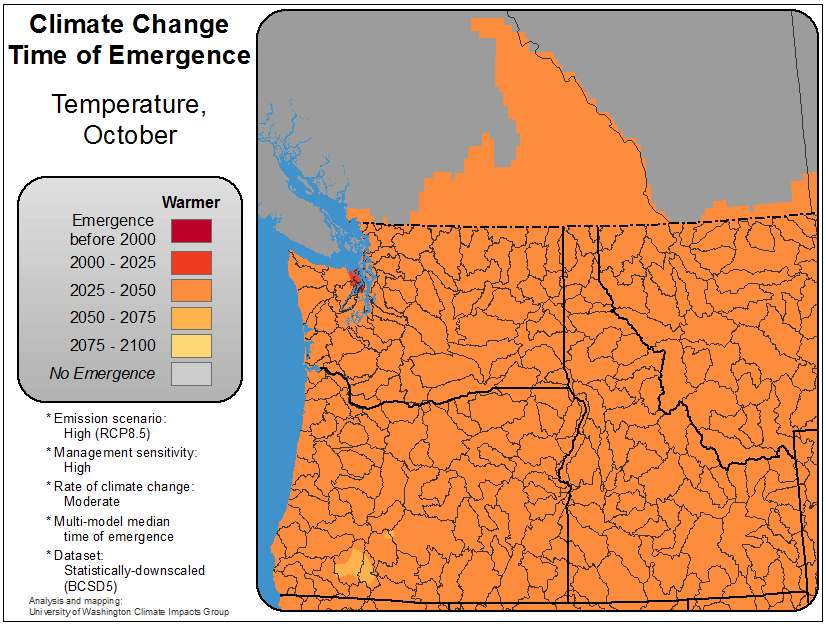 Climate Change
Time of Emergence
Temperature,
October
Warmer
Emergence
before 2000
2000 - 2025
2025 - 2050
2050 - 2075
2075 - 2100
No Emergence
* Emission scenario:
High (RCP8.5)
* Management sensitivity:
High
* Rate of climate change:
Moderate
* Multi-model median
time of emergence
* Dataset:
Statistically-downscaled
(BCSD5)
Analysis and mapping:
University of Washington Climate Impacts Group